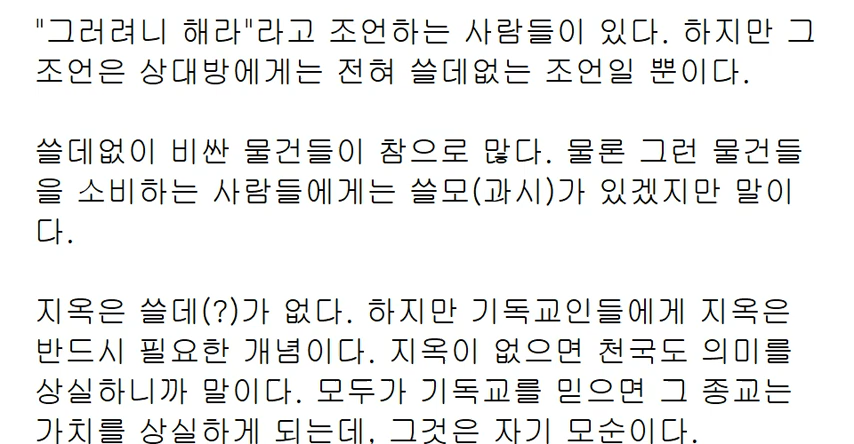 "그러려니 해라"라고 조언하는 사람들이 있다. 하지만 그
조언은 상대방에게는 전혀 쓸데없는 조언일 뿐이다.
쓸데없이 비싼 물건들이 참으로 많다. 물론 그런 물건들
을 소비하는 사람들에게는 쓸모(과시)가 있겠지만 말이
다.
지옥은 쓸데(?)가 없다. 하지만 기독교인들에게 지옥은
반드시 필요한 개념이다. 지옥이 없으면 천국도 의미를
상실하니까 말이다. 모두가 기독교를 믿으면 그 종교는
가치를 상실하게 되는데, 그것은 자기 모순이다.